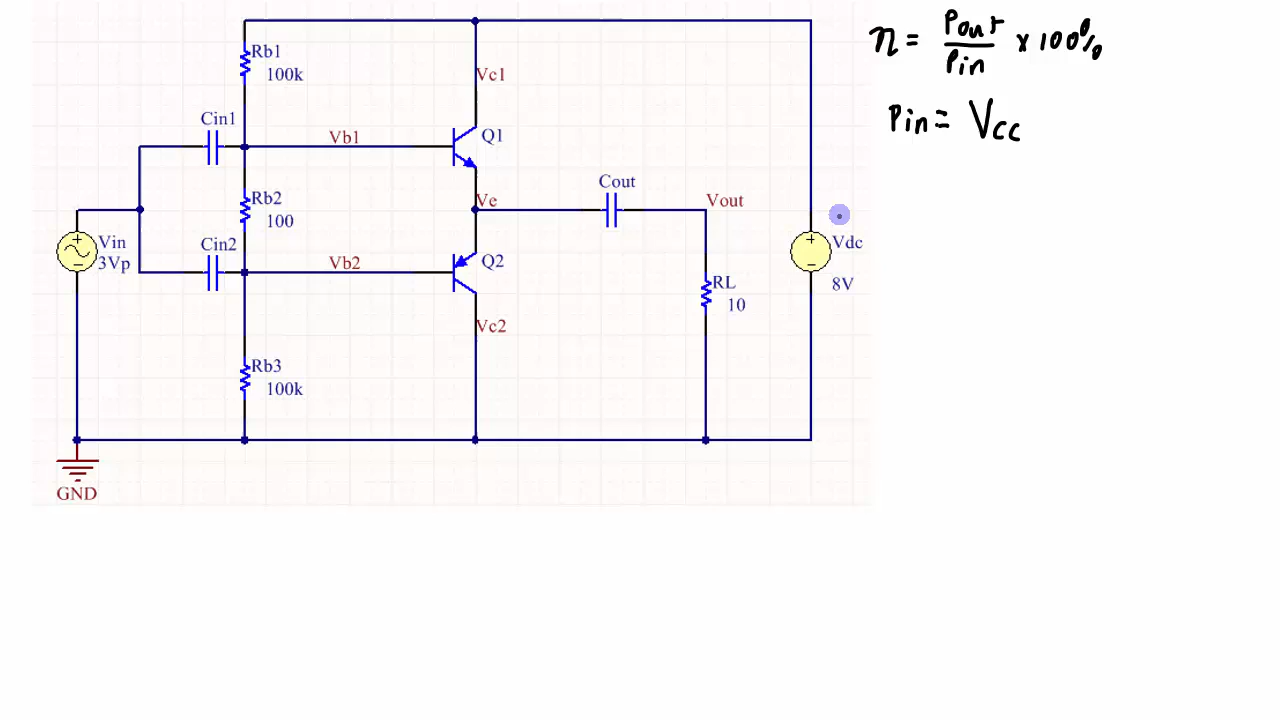 Rb1
100k
Vc1
Cin1
Vb1
Q1
Rb2
100
Ve
Cout
Vout
Vin
3Vp
+
−
Cin2
Vb2
Q2
Vdc
8V
+
−
RL
10
Vc2
Rb3
100k
GND
η = Pout / Pin × 100%
Pin = Vcc